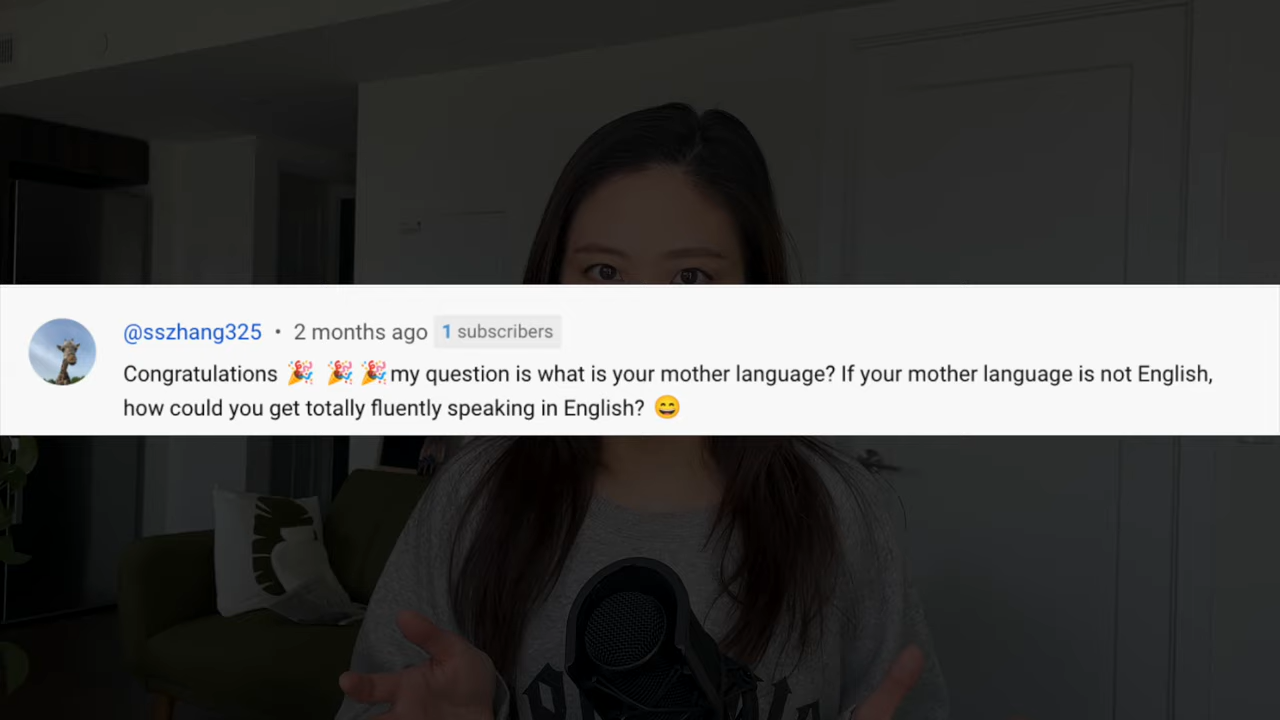 @sszhang325 • 2 months ago 1 subscribers
Congratulations 🎉 🎉 🎉 my question is what is your mother language? If your mother language is not English,
how could you get totally fluently speaking in English? 😄